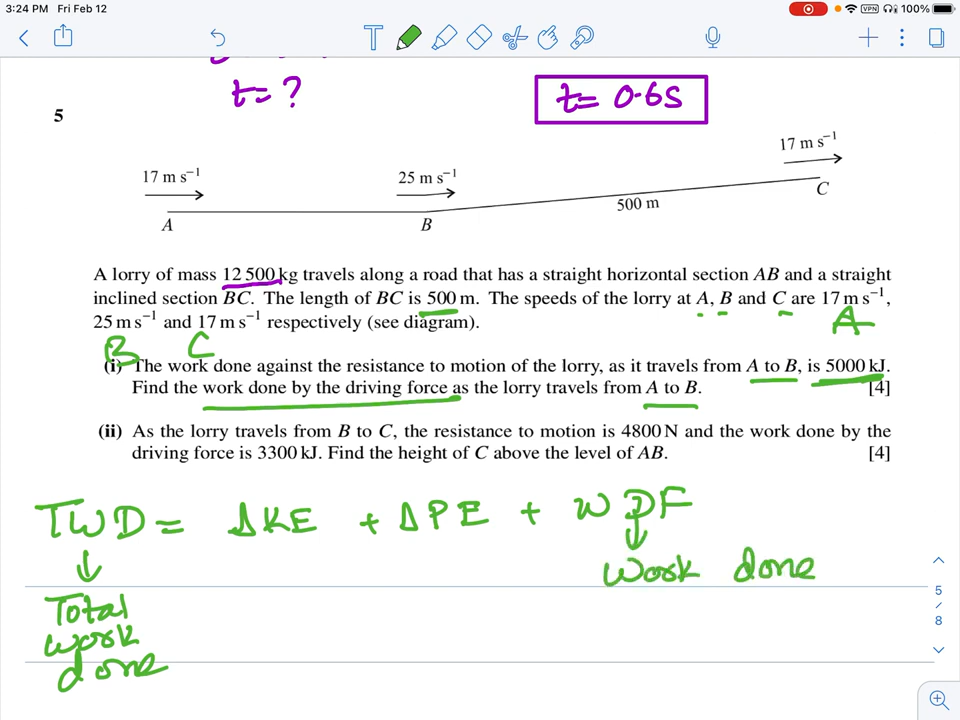 3:24 PM Fri Feb 12
VPN 100%
t = ?
t = 0.6s
5
17 m s⁻¹
25 m s⁻¹
17 m s⁻¹
500 m
A
B
C
A lorry of mass 12 500 kg travels along a road that has a straight horizontal section AB and a straight
inclined section BC. The length of BC is 500 m. The speeds of the lorry at A, B and C are 17 m s⁻¹,
25 m s⁻¹ and 17 m s⁻¹ respectively (see diagram).
A
B C
(i) The work done against the resistance to motion of the lorry, as it travels from A to B, is 5000 kJ.
Find the work done by the driving force as the lorry travels from A to B. [4]
(ii) As the lorry travels from B to C, the resistance to motion is 4800 N and the work done by the
driving force is 3300 kJ. Find the height of C above the level of AB. [4]
TWD = ΔKE + ΔPE + WDF
↓ ↓
Work done
Total
work
done
5
/
8